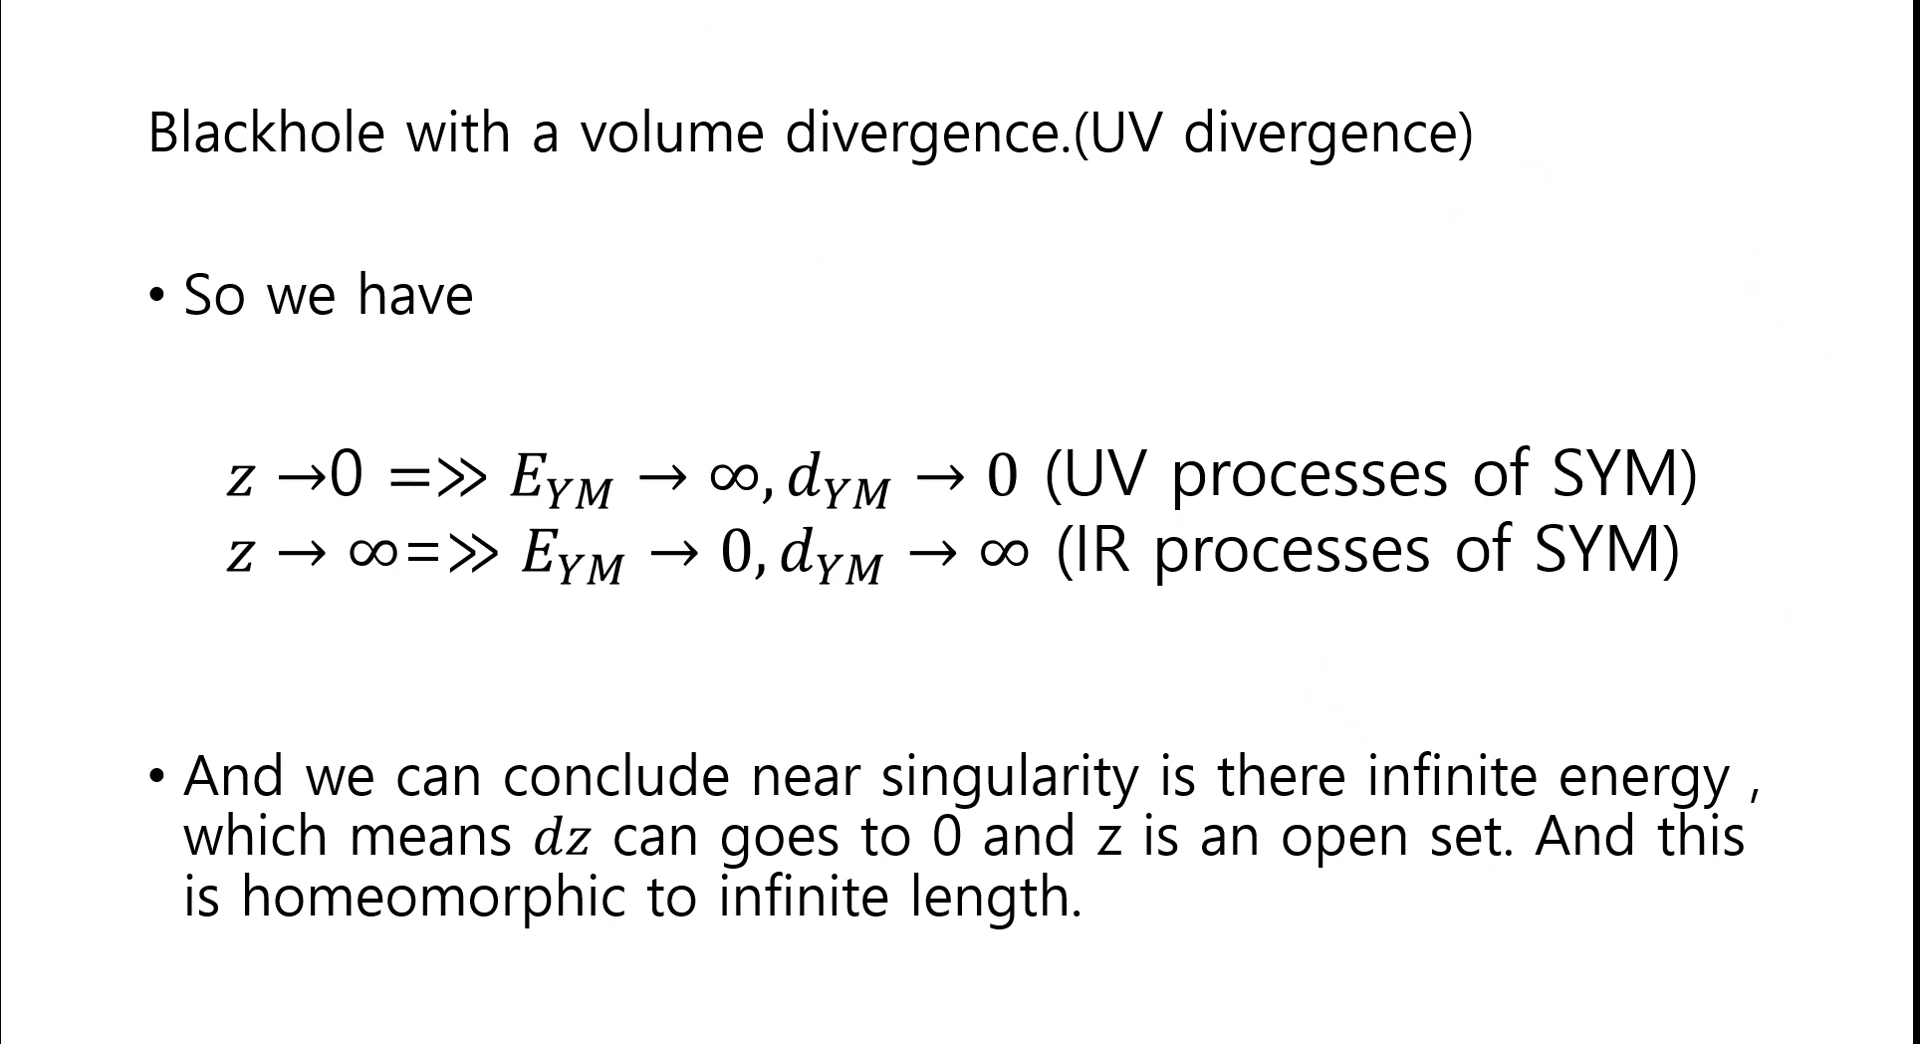 Blackhole with a volume divergence.(UV divergence)
• So we have
z →0 =≫ E_YM → ∞, d_YM → 0 (UV processes of SYM)
z → ∞=≫ E_YM → 0, d_YM → ∞ (IR processes of SYM)
• And we can conclude near singularity is there infinite energy ,
which means dz can goes to 0 and z is an open set. And this
is homeomorphic to infinite length.